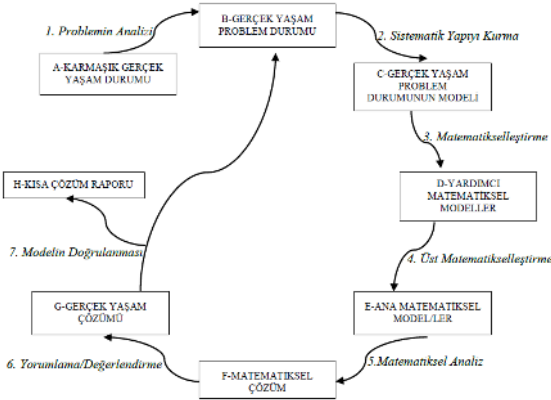 1. Problemin Analizi
B-GERÇEK YAŞAM
PROBLEM DURUMU
2. Sistematik Yapıyı Kurma
A-KARMAŞIK GERÇEK
YAŞAM DURUMU
C-GERÇEK YAŞAM
PROBLEM
DURUMUNUN MODELİ
3. Matematikselleştirme
H-KISA ÇÖZÜM RAPORU
D-YARDIMCI
MATEMATİKSEL
MODELLER
7. Modelin Doğrulanması
4. Üst Matematikselleştirme
G-GERÇEK YAŞAM
ÇÖZÜMÜ
E-ANA MATEMATİKSEL
MODEL/LER
6. Yorumlama/Değerlendirme
F-MATEMATİKSEL
ÇÖZÜM
5.Matematiksel Analiz